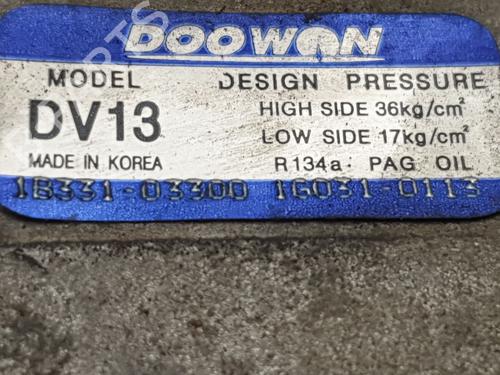 DOOWON
MODEL
DV13
MADE IN KOREA
DESIGN PRESSURE
HIGH SIDE 36kg/cm²
LOW SIDE 17kg/cm²
R134a: PAG OIL
1B331-03300 1G031-0113